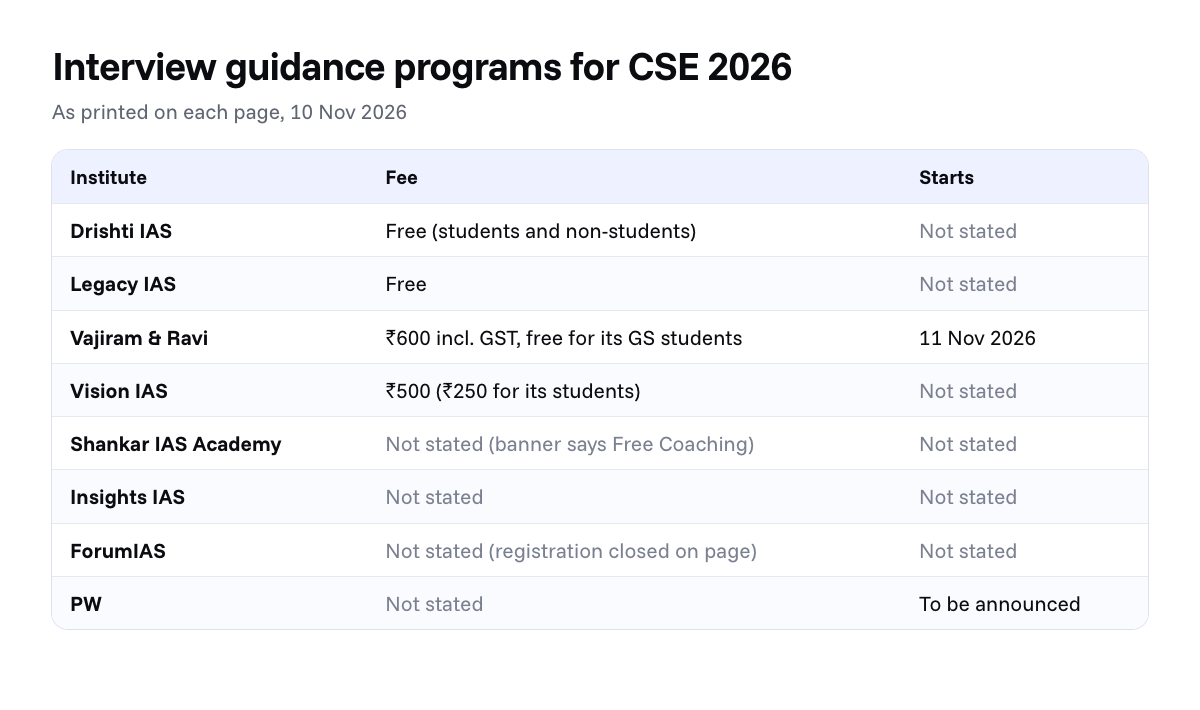 Interview guidance programs for CSE 2026
As printed on each page, 10 Nov 2026
Institute Fee Starts
Drishti IAS Free (students and non-students) Not stated
Legacy IAS Free Not stated
Vajiram & Ravi ₹600 incl. GST, free for its GS students 11 Nov 2026
Vision IAS ₹500 (₹250 for its students) Not stated
Shankar IAS Academy Not stated (banner says Free Coaching) Not stated
Insights IAS Not stated Not stated
ForumIAS Not stated (registration closed on page) Not stated
PW Not stated To be announced